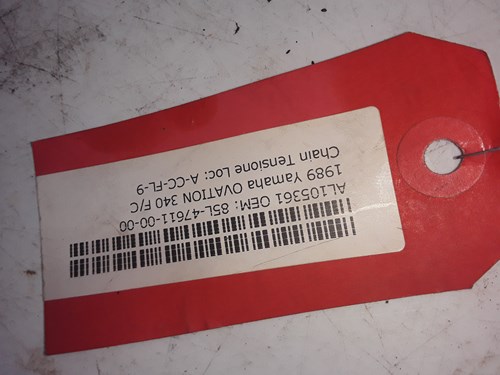 AL105361 OEM: 85L-47611-00-00
1989 Yamaha OVATION 340 F/C
Chain Tensione Loc: A-CC-FL-9